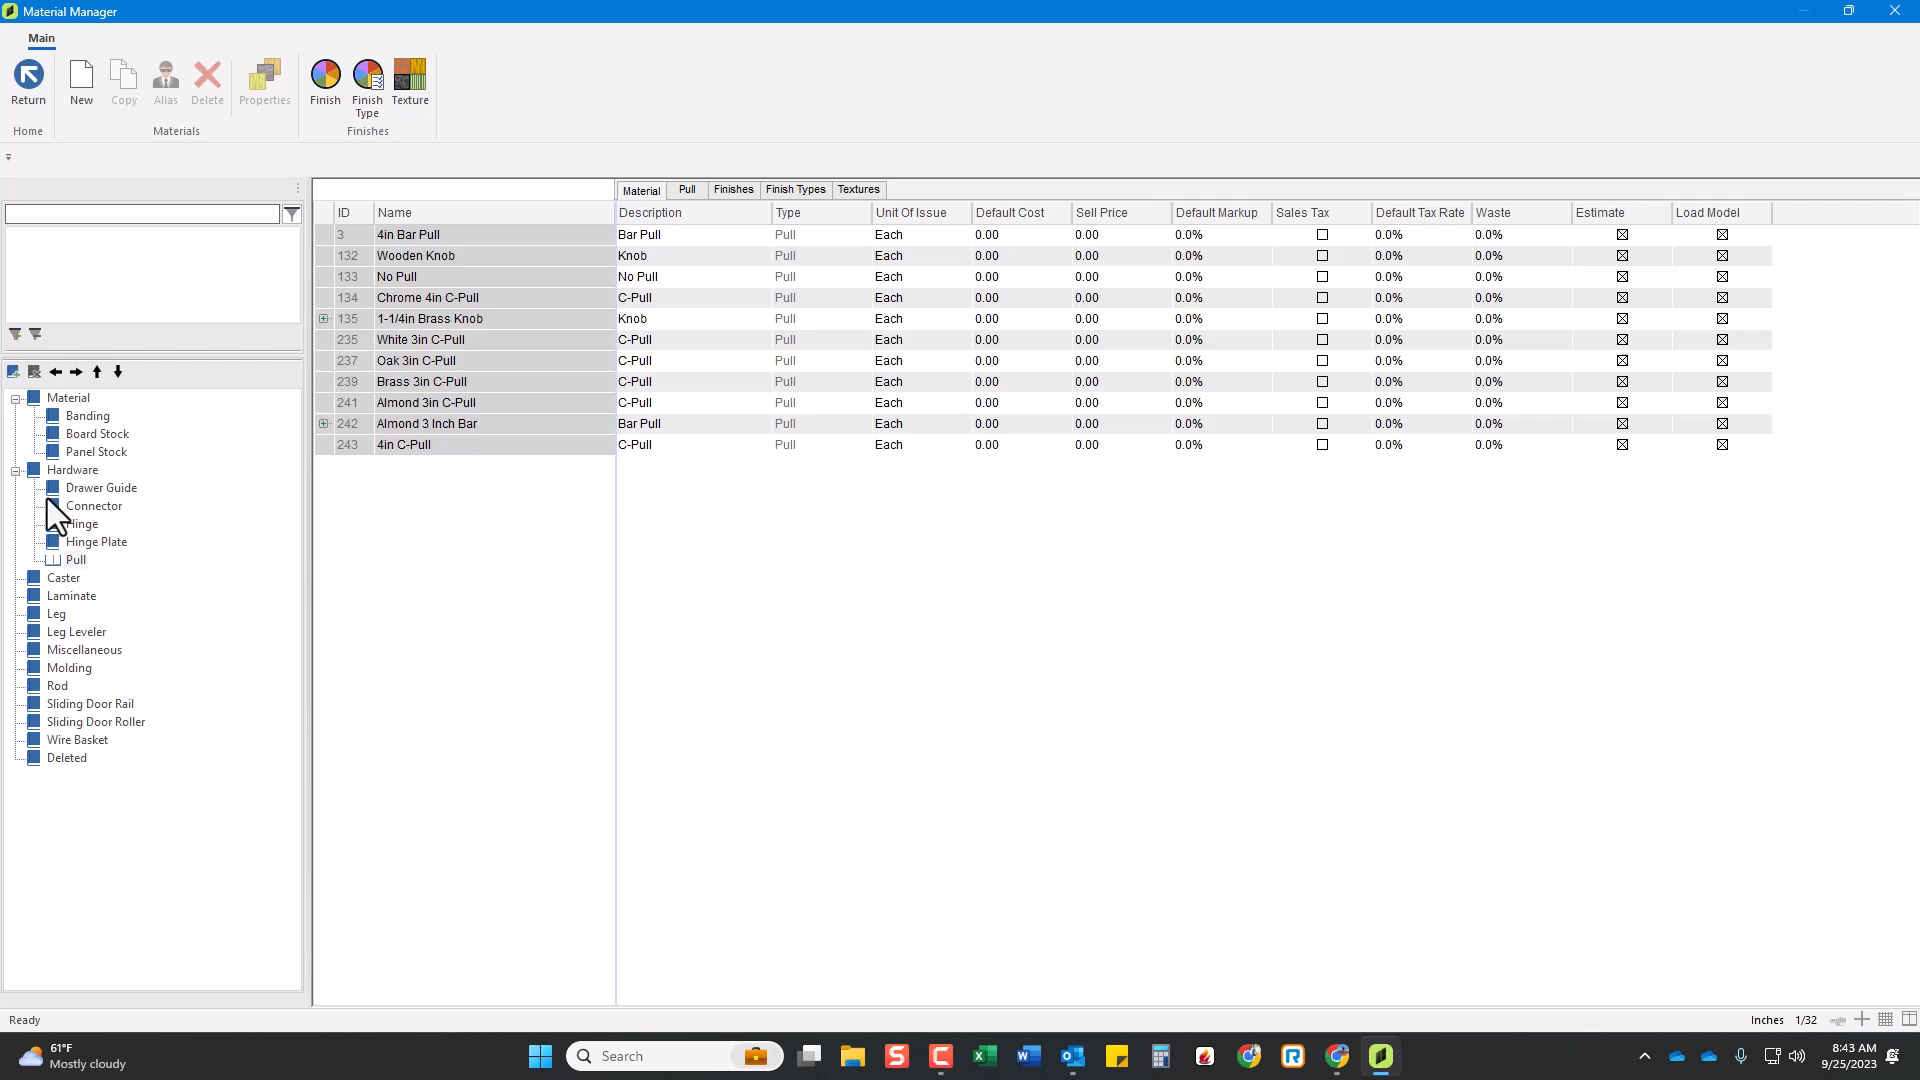 Material Manager
Main
Return
New
Copy
Alias
Delete
Properties
Finish
Finish Type
Texture
Home
Materials
Finishes
Material
Banding
Board Stock
Panel Stock
Hardware
Drawer Guide
Connector
Hinge
Hinge Plate
Pull
Caster
Laminate
Leg
Leg Leveler
Miscellaneous
Molding
Rod
Sliding Door Rail
Sliding Door Roller
Wire Basket
Deleted
Material Pull Finishes Finish Types Textures
ID Name Description Type Unit Of Issue Default Cost Sell Price Default Markup Sales Tax Default Tax Rate Waste Estimate Load Model
3 4in Bar Pull Bar Pull Pull Each 0.00 0.00 0.0% 0.0% 0.0%
132 Wooden Knob Knob Pull Each 0.00 0.00 0.0% 0.0% 0.0%
133 No Pull No Pull Pull Each 0.00 0.00 0.0% 0.0% 0.0%
134 Chrome 4in C-Pull C-Pull Pull Each 0.00 0.00 0.0% 0.0% 0.0%
135 1-1/4in Brass Knob Knob Pull Each 0.00 0.00 0.0% 0.0% 0.0%
235 White 3in C-Pull C-Pull Pull Each 0.00 0.00 0.0% 0.0% 0.0%
237 Oak 3in C-Pull C-Pull Pull Each 0.00 0.00 0.0% 0.0% 0.0%
239 Brass 3in C-Pull C-Pull Pull Each 0.00 0.00 0.0% 0.0% 0.0%
241 Almond 3in C-Pull C-Pull Pull Each 0.00 0.00 0.0% 0.0% 0.0%
242 Almond 3 Inch Bar Bar Pull Pull Each 0.00 0.00 0.0% 0.0% 0.0%
243 4in C-Pull C-Pull Pull Each 0.00 0.00 0.0% 0.0% 0.0%
Ready
Inches 1/32
61°F
Mostly cloudy
Search
8:43 AM
9/25/2023